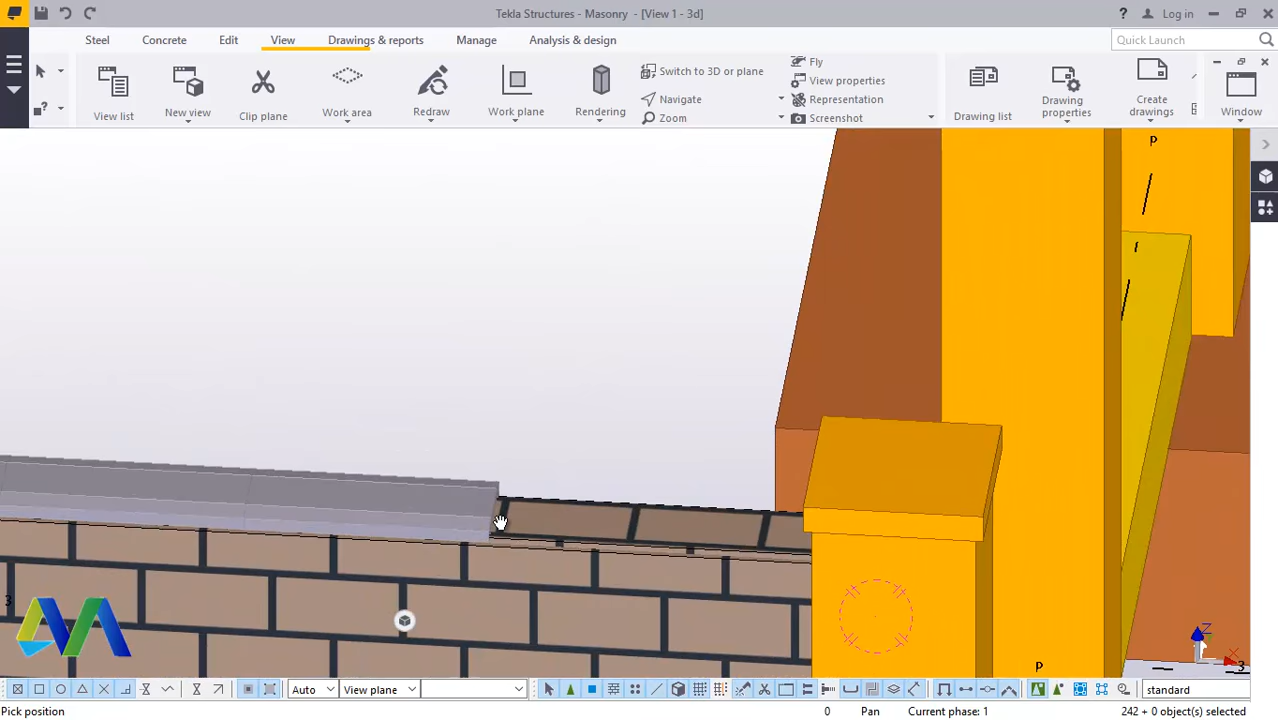 Tekla Structures - Masonry - [View 1 - 3d]
Log in
Steel
Concrete
Edit
View
Drawings & reports
Manage
Analysis & design
Quick Launch
View list
New view
Clip plane
Work area
Redraw
Work plane
Rendering
Switch to 3D or plane
Navigate
Zoom
Fly
View properties
Representation
Screenshot
Drawing list
Drawing properties
Create drawings
Window
P
P
3
Z
X
3
Auto
View plane
standard
Pick position
0
Pan
Current phase: 1
242 + 0 object(s) selected